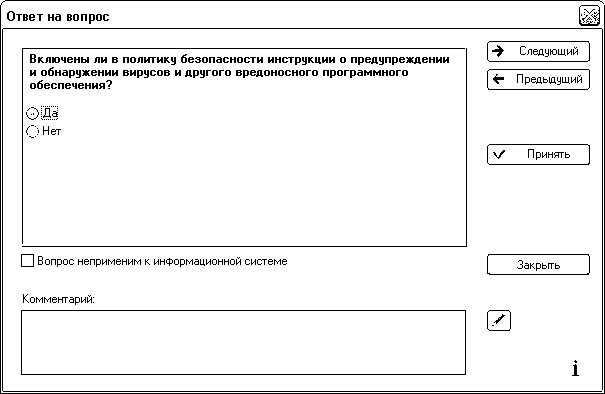 Ответ на вопрос
Включены ли в политику безопасности инструкции о предупреждении
и обнаружении вирусов и другого вредоносного программного
обеспечения?
Да
Нет
Следующий
Предыдущий
Принять
Вопрос неприменим к информационной системе
Закрыть
Комментарий:
i